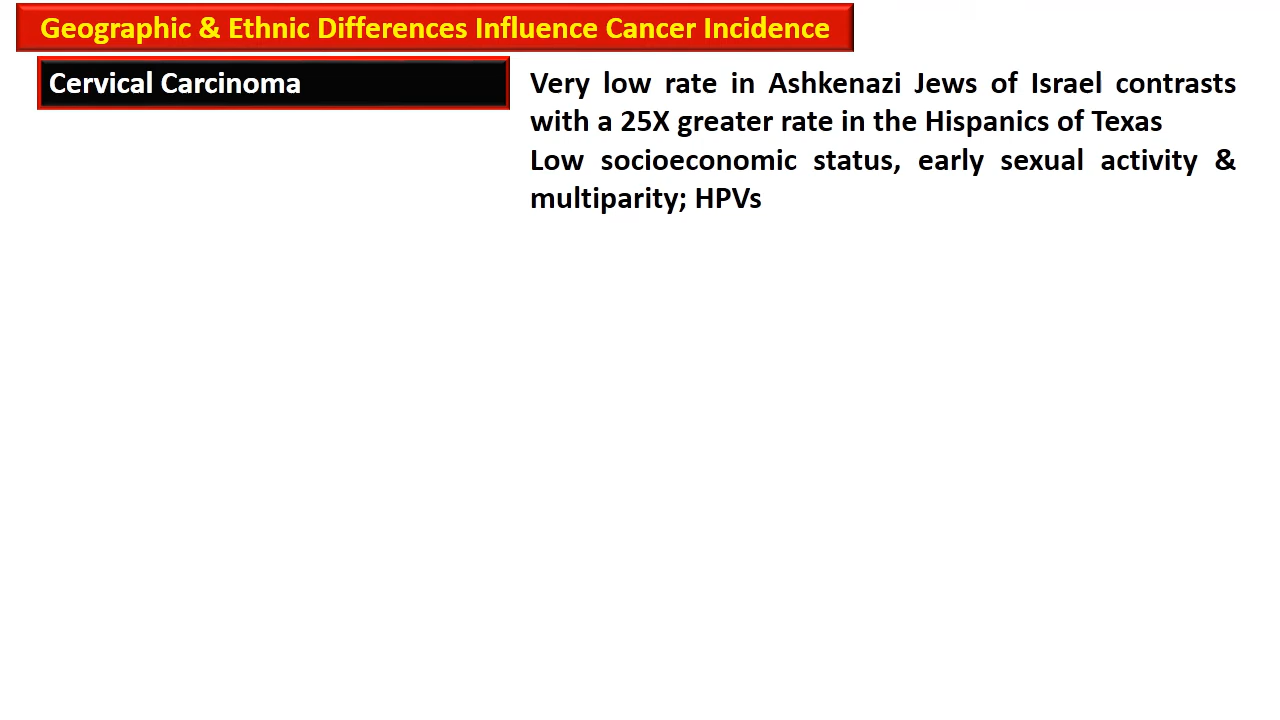 Geographic & Ethnic Differences Influence Cancer Incidence
Cervical Carcinoma
Very low rate in Ashkenazi Jews of Israel contrasts
with a 25X greater rate in the Hispanics of Texas
Low socioeconomic status, early sexual activity &
multiparity; HPVs